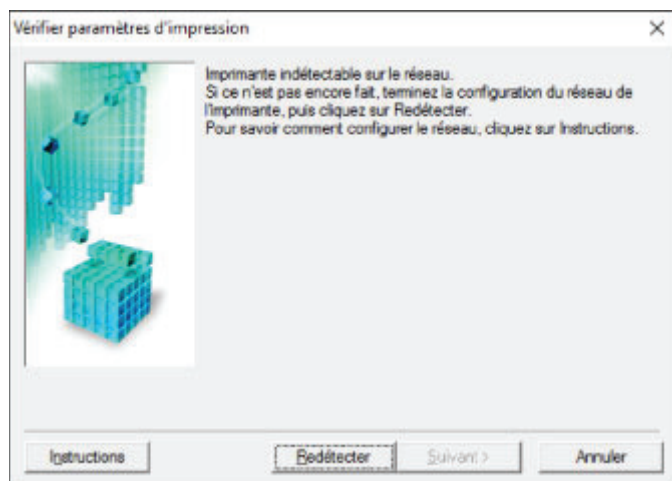 Vérifier paramètres d'impression
Imprimante indétectable sur le réseau.
Si ce n'est pas encore fait, terminez la configuration du réseau de
l'imprimante, puis cliquez sur Redétecter.
Pour savoir comment configurer le réseau, cliquez sur Instructions.
Instructions
Redétecter
Suivant >
Annuler